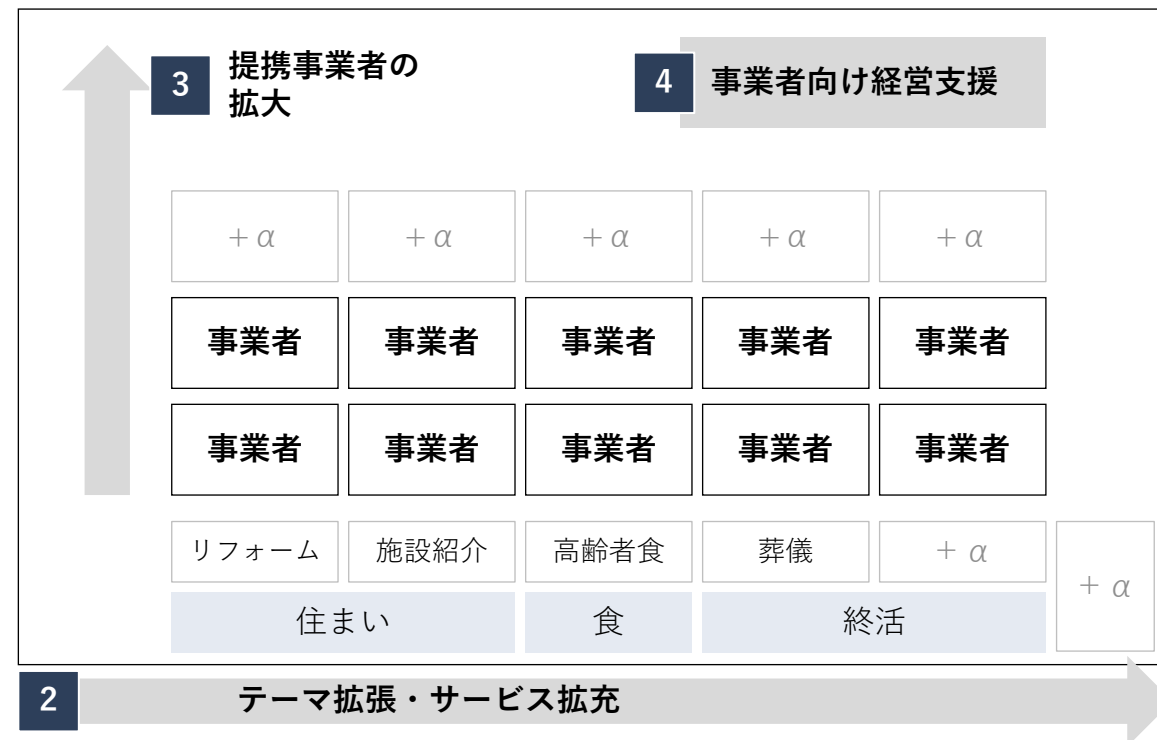 3 提携事業者の
拡大
4 事業者向け経営支援
+ α + α + α + α + α
事業者 事業者 事業者 事業者 事業者
事業者 事業者 事業者 事業者 事業者
リフォーム 施設紹介 高齢者食 葬儀 + α
+ α
住まい 食 終活
2 テーマ拡張・サービス拡充